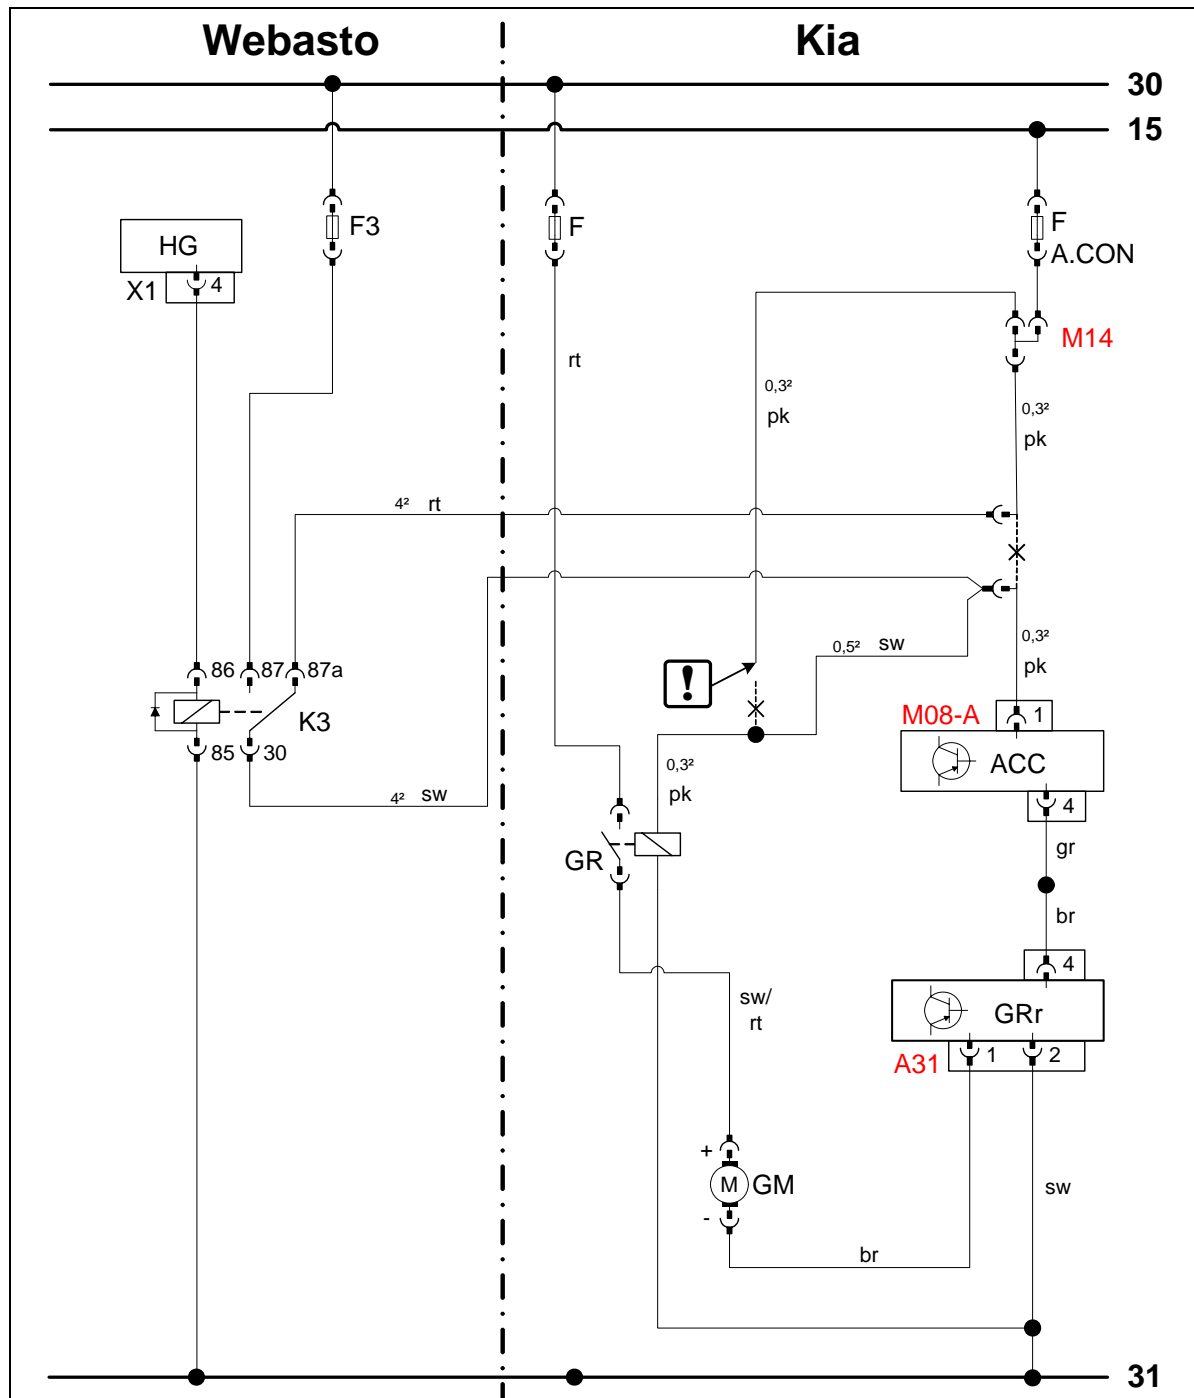 Webasto
Kia
30
15
F3
F
F
A.CON
HG
X1
4
M14
rt
0,3²
pk
0,3²
pk
4² rt
0,5² sw
0,3²
pk
86
87
87a
!
M08-A
1
K3
85
30
ACC
0,3²
pk
4² sw
4
GR
gr
br
4
sw/
rt
GRr
A31
1
2
+
M
GM
-
sw
br
31